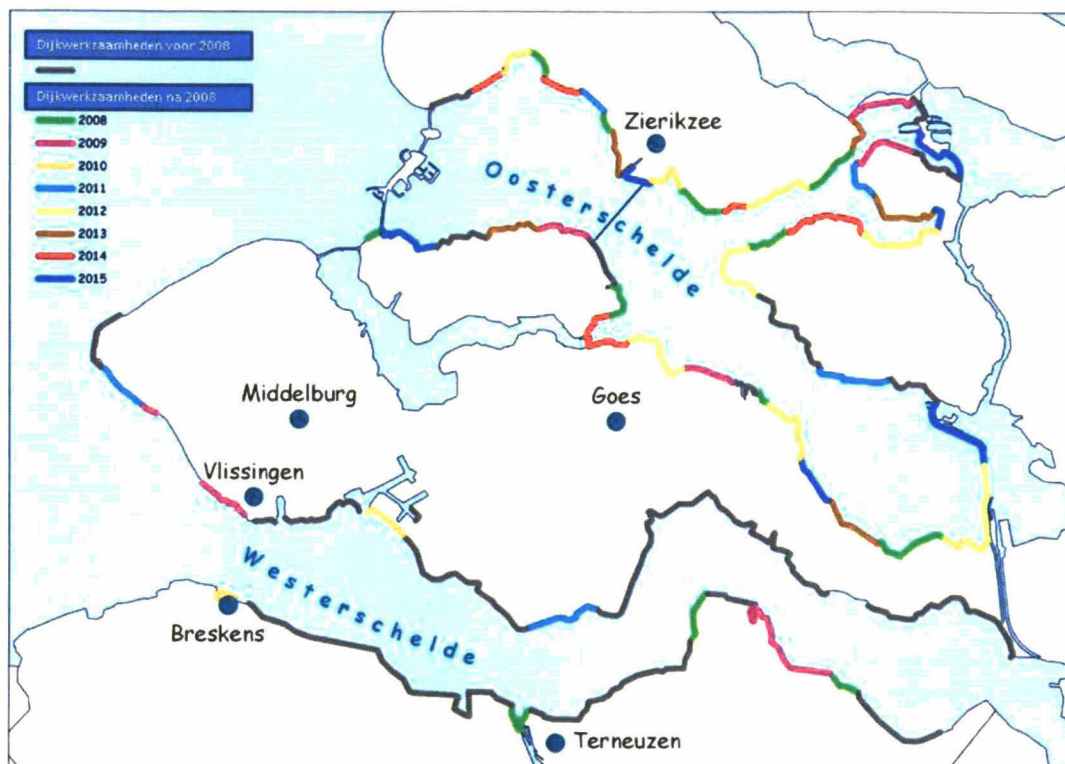 Dijkwerkzaamheden voor 2008
Dijkwerkzaamheden na 2008
2008
2009
2010
2011
2012
2013
2014
2015
Zierikzee
Oosterschelde
Middelburg
Goes
Vlissingen
Westerschelde
Breskens
Terneuzen